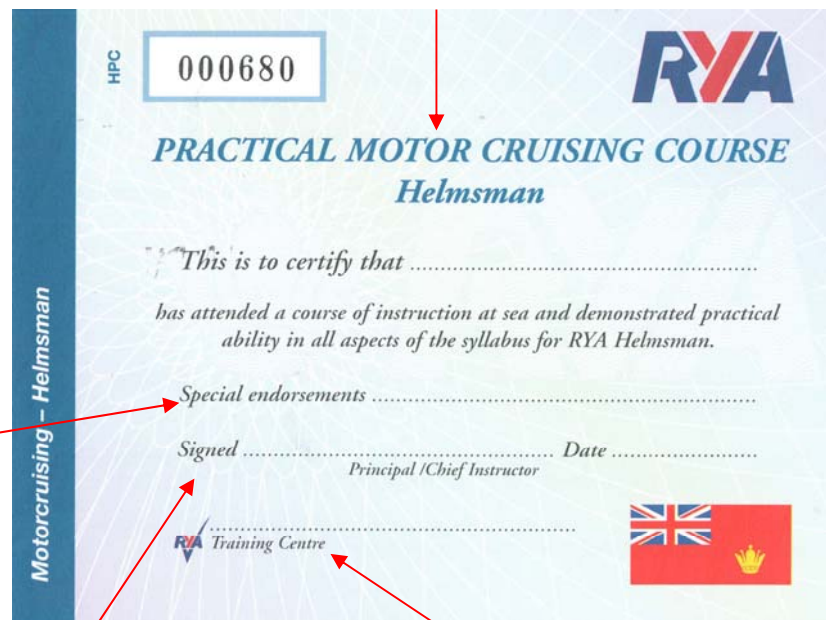 HPC
000680
RYA
PRACTICAL MOTOR CRUISING COURSE
Helmsman
This is to certify that ..........................................................
has attended a course of instruction at sea and demonstrated practical
ability in all aspects of the syllabus for RYA Helmsman.
Special endorsements ................................................................
Signed .................................................... Date ........................
Principal /Chief Instructor
.............................................................
RYA Training Centre
Motorcruising – Helmsman